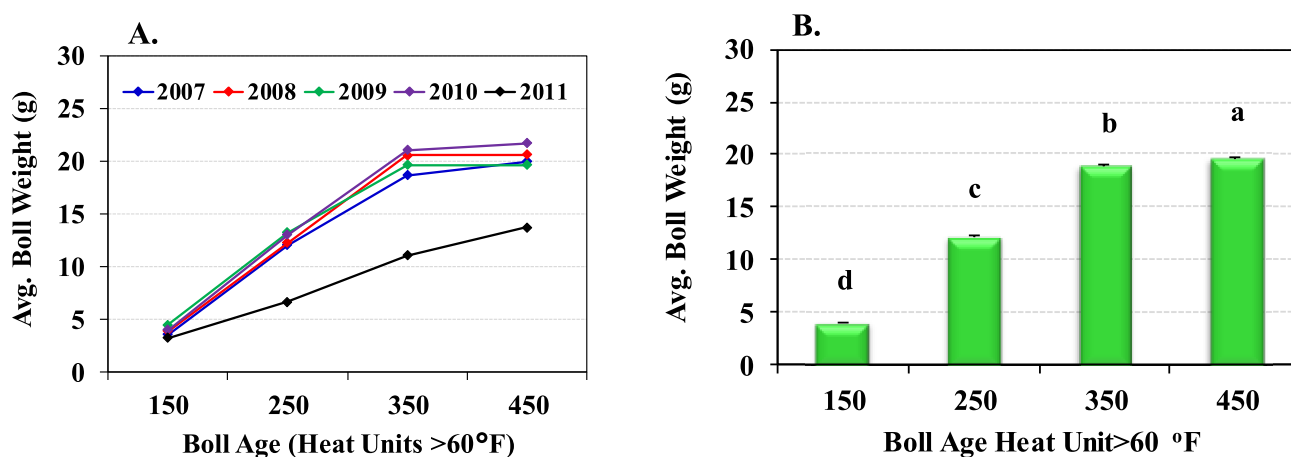 A.
Avg. Boll Weight (g)
30
25
20
15
10
5
0
2007 2008 2009 2010 2011
150 250 350 450
Boll Age (Heat Units >60°F)
B.
Avg. Boll Weight (g)
30
25
20
15
10
5
0
d c b a
150 250 350 450
Boll Age Heat Unit>60 ºF